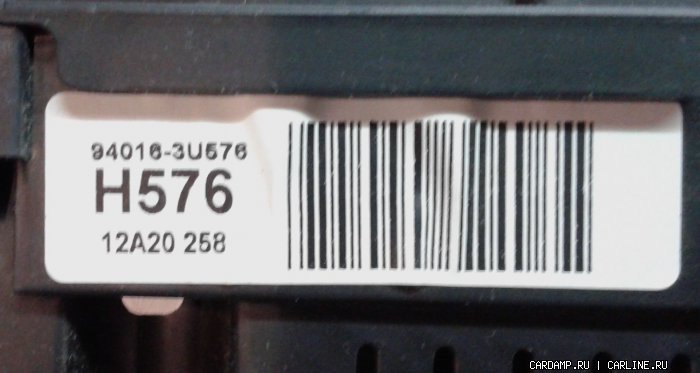 94016-3U576
H576
12A20 258
CARDAMP.RU | CARLINE.RU